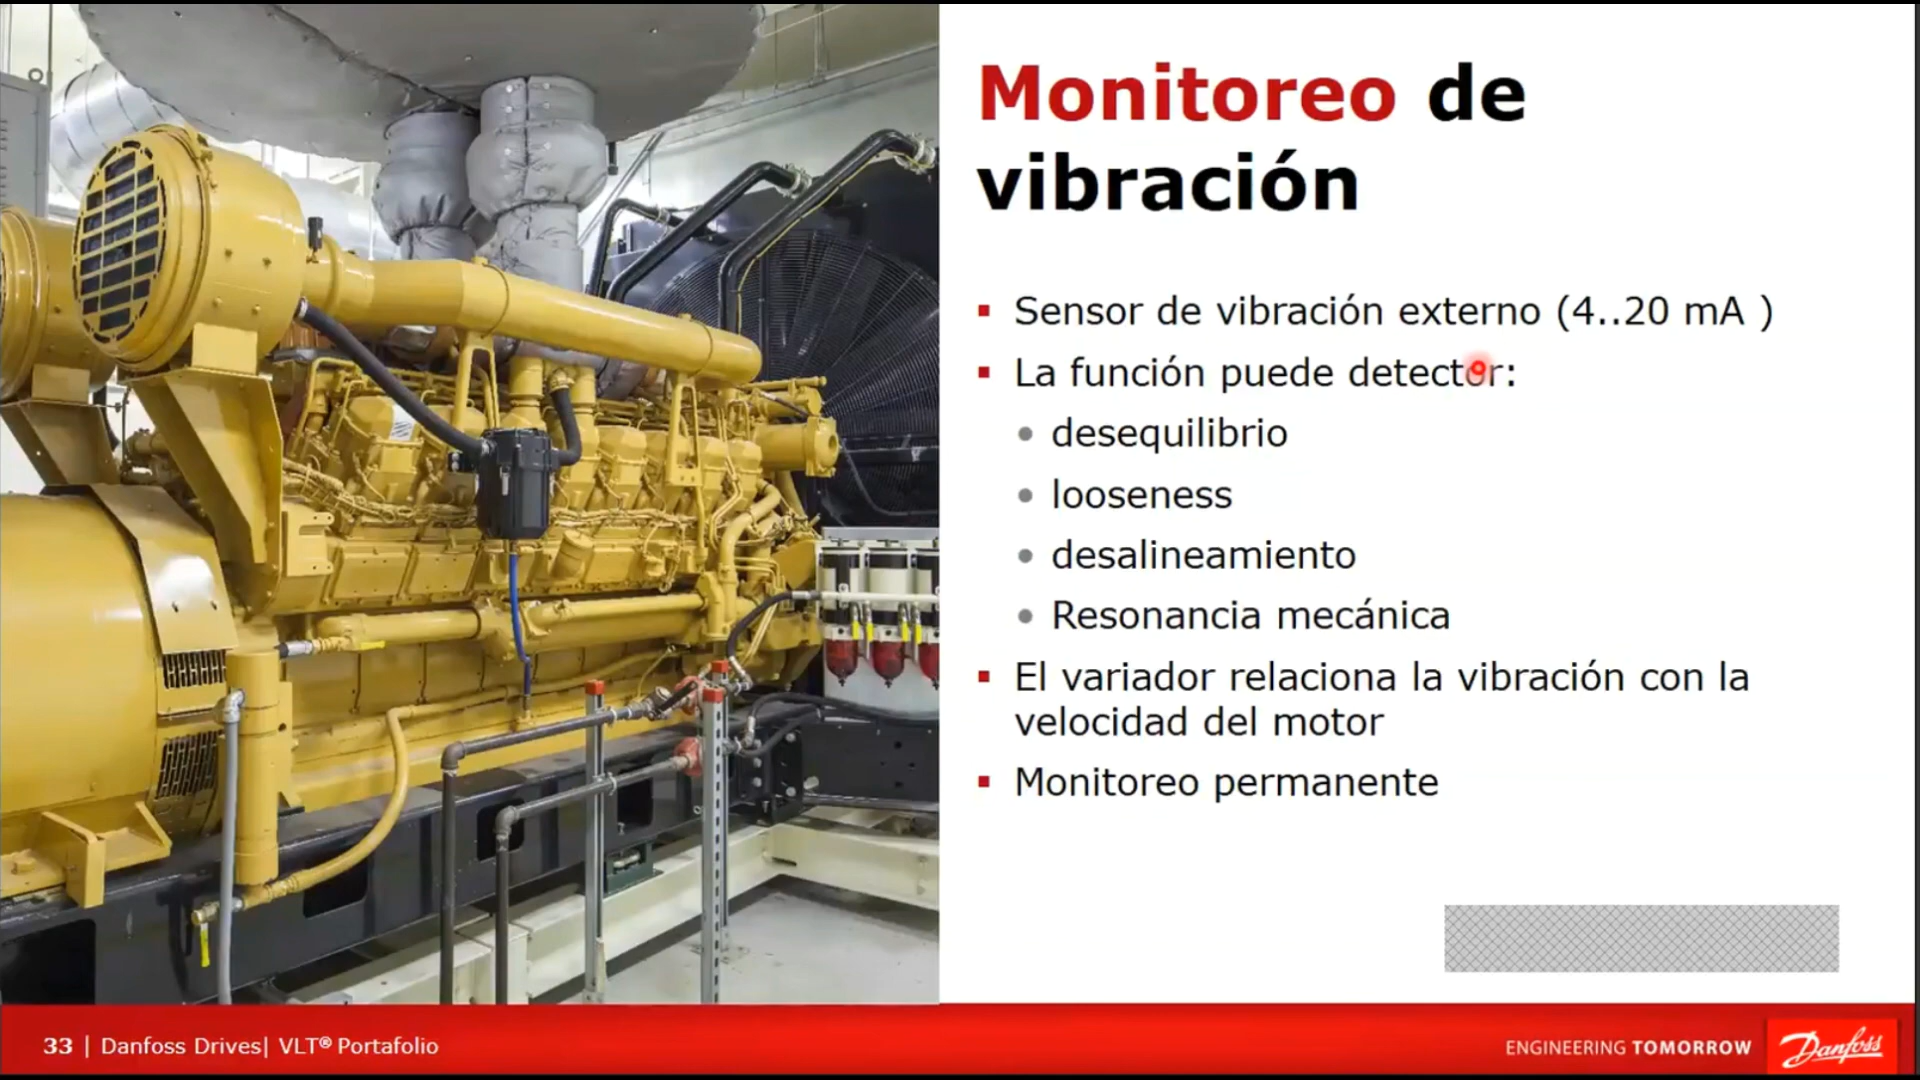 Monitoreo de
vibración
Sensor de vibración externo (4..20 mA )
La función puede detector:
desequilibrio
looseness
desalineamiento
Resonancia mecánica
El variador relaciona la vibración con la
velocidad del motor
Monitoreo permanente
33 | Danfoss Drives| VLT® Portafolio
ENGINEERING TOMORROW
Danfoss